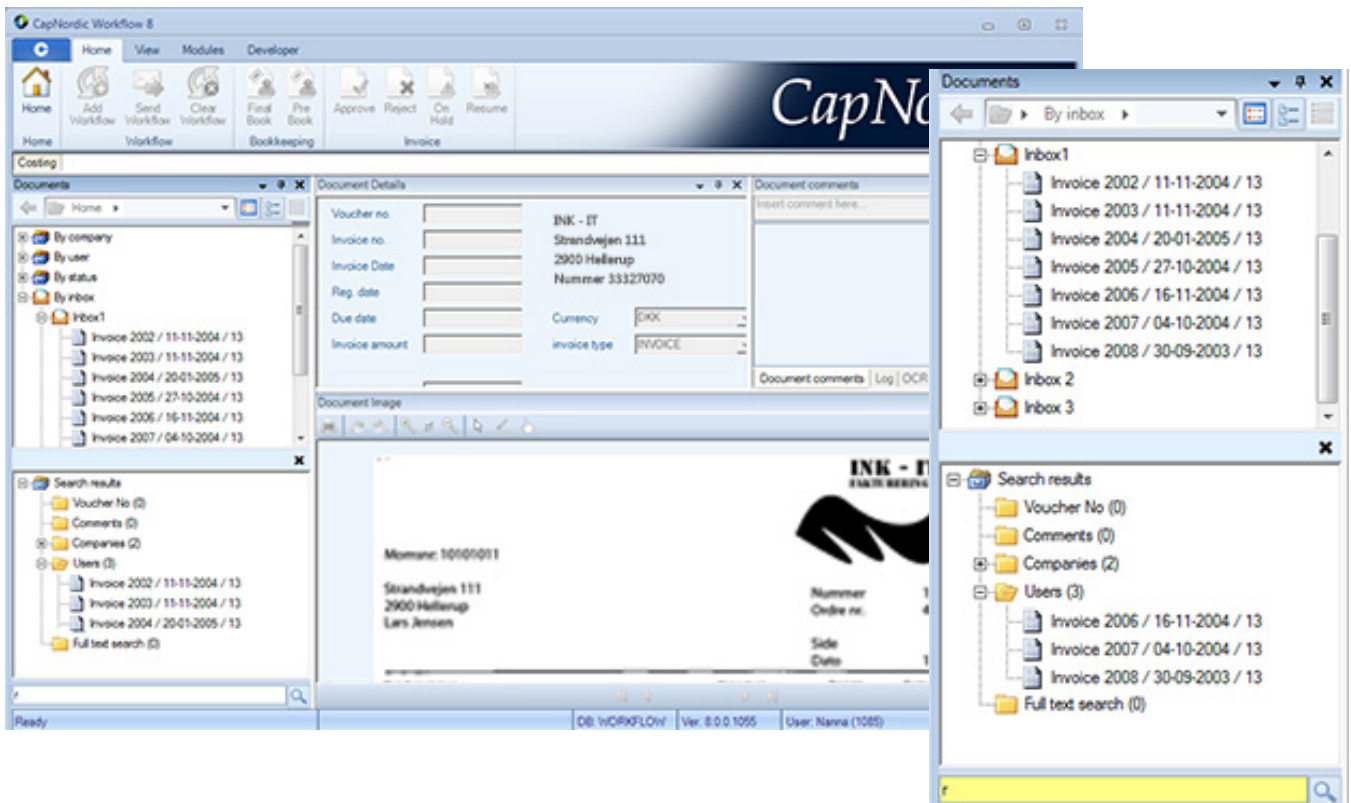 CapNordic Workflow 8
Home View Modules Developer
Home Add Workflow Send Workflow Clear Workflow Final Book Pre Book Approve Reject On Hold Resume
Home Workflow Bookkeeping Invoice
CapNo
Costing
Documents
Home
By company
By user
By status
By inbox
Inbox1
Invoice 2002 / 11-11-2004 / 13
Invoice 2003 / 11-11-2004 / 13
Invoice 2004 / 20-01-2005 / 13
Invoice 2005 / 27-10-2004 / 13
Invoice 2006 / 16-11-2004 / 13
Invoice 2007 / 04-10-2004 / 13
Search results
Voucher No (0)
Comments (0)
Companies (2)
Users (3)
Invoice 2002 / 11-11-2004 / 13
Invoice 2003 / 11-11-2004 / 13
Invoice 2004 / 20-01-2005 / 13
Full text search (0)
r
Document Details
Voucher no.
Invoice no.
Invoice Date
Reg. date
Due date
Invoice amount
INK - IT
Strandvejen 111
2900 Hellerup
Nummer 33327070
Currency DKK
invoice type INVOICE
Document comments
Insert comment here...
Document comments Log OCR
Document Image
INK - I
Momsnr: 10101011
Strandvejen 111
2900 Hellerup
Lars Jensen
Nummer 1
Ordre nr. 4
Side
Dato 1
Ready DB: WORKFLOW Ver. 8.0.0.1055 User: Nanna (1085)
Documents
By inbox
Inbox1
Invoice 2002 / 11-11-2004 / 13
Invoice 2003 / 11-11-2004 / 13
Invoice 2004 / 20-01-2005 / 13
Invoice 2005 / 27-10-2004 / 13
Invoice 2006 / 16-11-2004 / 13
Invoice 2007 / 04-10-2004 / 13
Invoice 2008 / 30-09-2003 / 13
Inbox 2
Inbox 3
Search results
Voucher No (0)
Comments (0)
Companies (2)
Users (3)
Invoice 2006 / 16-11-2004 / 13
Invoice 2007 / 04-10-2004 / 13
Invoice 2008 / 30-09-2003 / 13
Full text search (0)
r